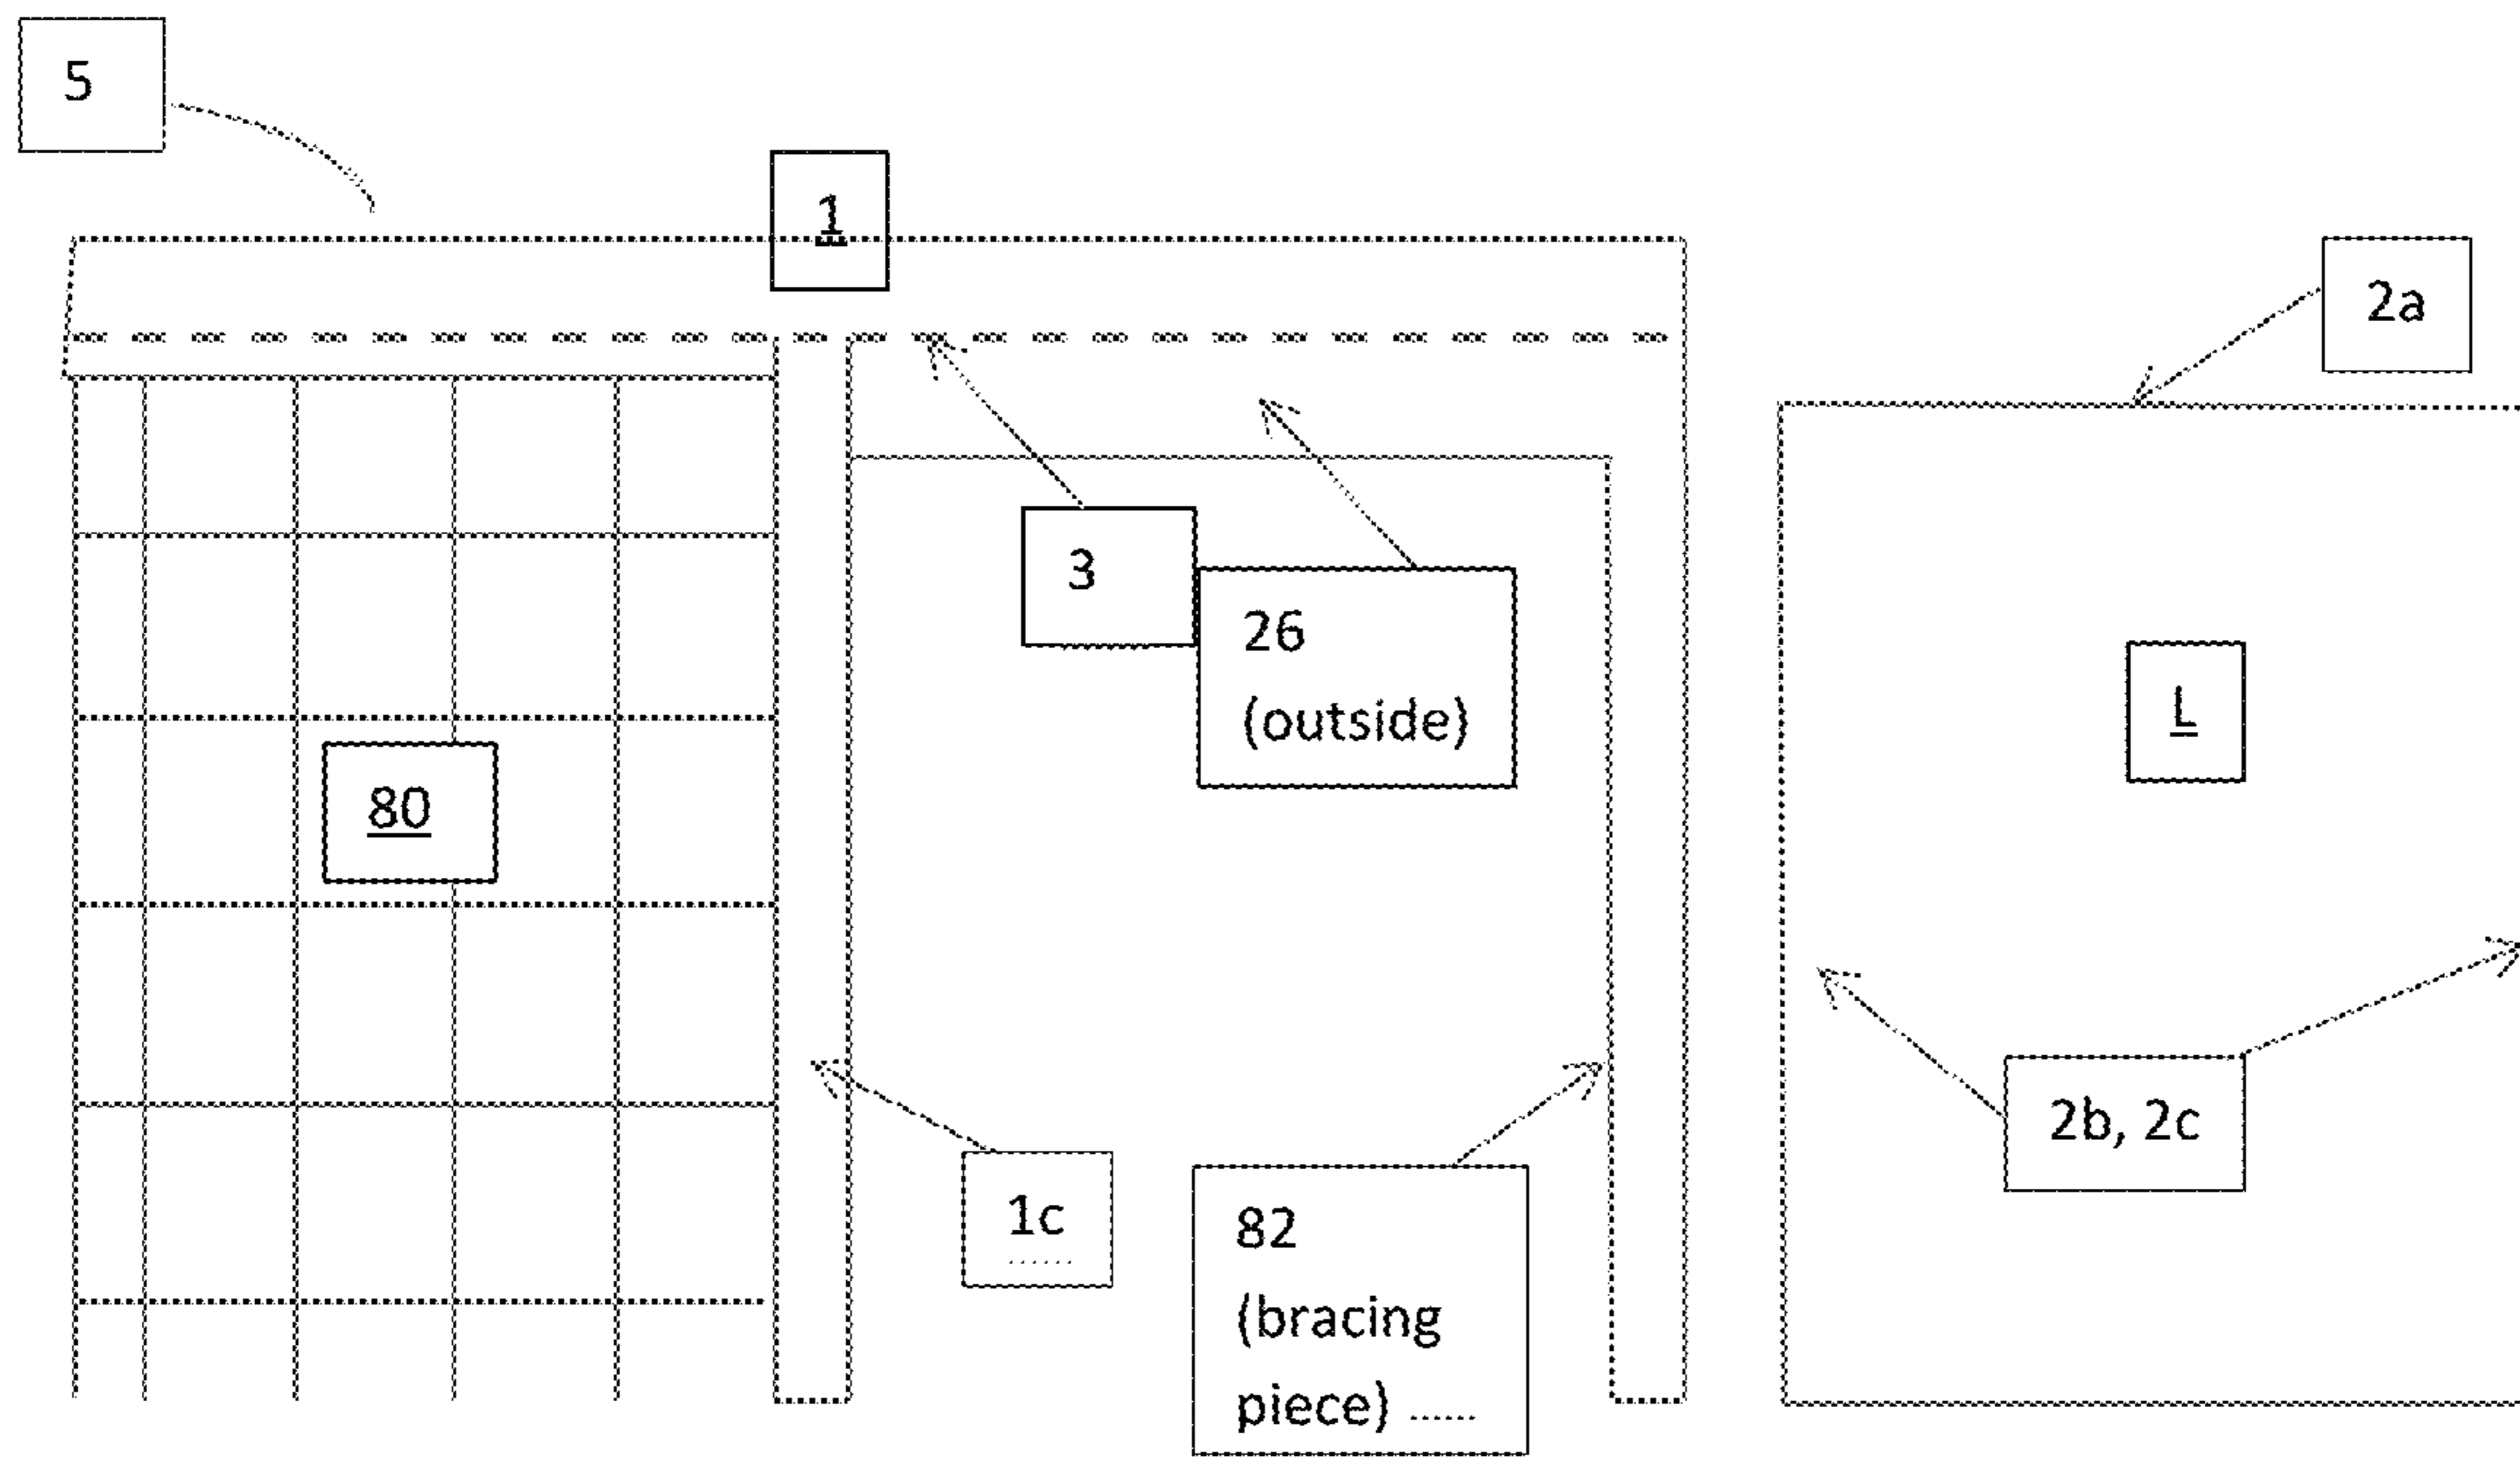 5
1
2a
3
26
(outside)
L
80
2b, 2c
1c
82
(bracing
piece) ......